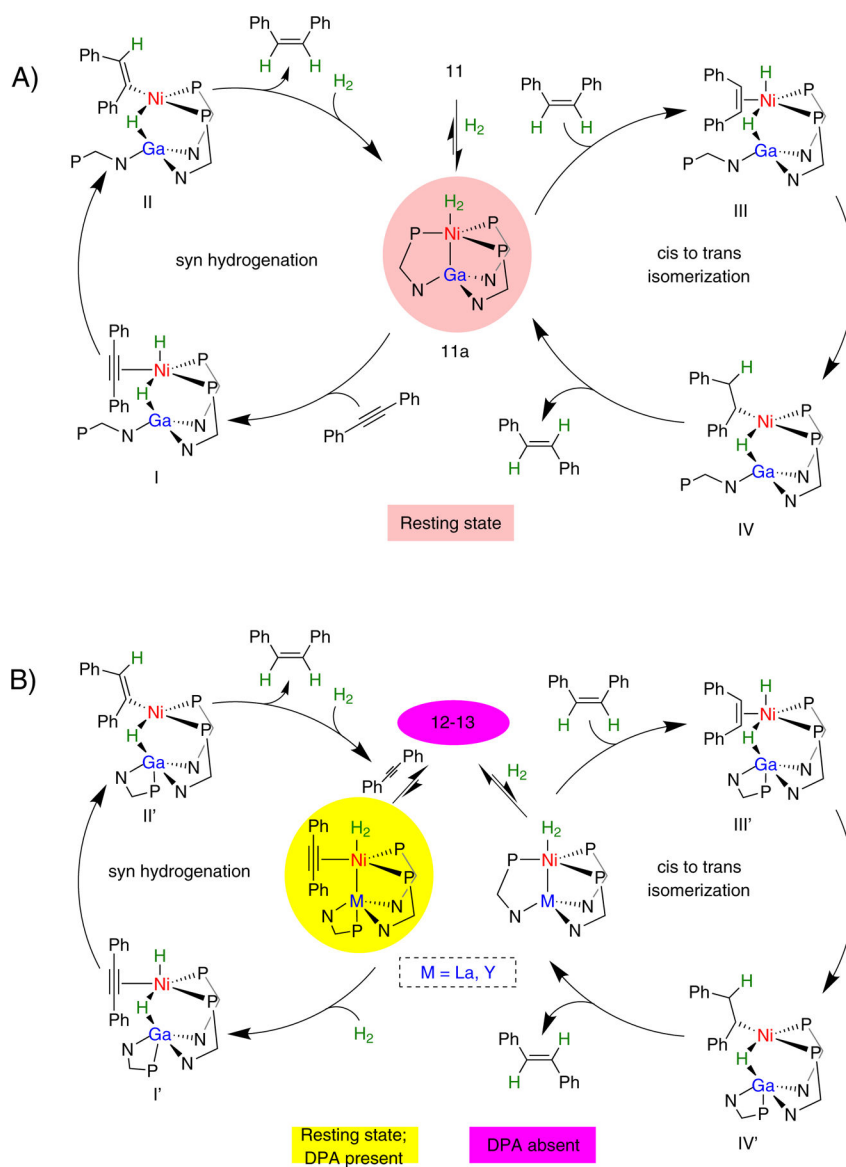 A)
Ph
H
Ph
Ni
P
P
H
Ga
N
N
P
N
II
Ph
Ph
H
H
H2
11
H2
Ph
Ph
H
H
H
Ph
Ph
Ni
P
P
H
Ga
N
N
P
N
III
syn hydrogenation
H2
P
Ni
P
P
Ga
N
N
N
11a
cis to trans
isomerization
Ph
H
Ni
P
P
H
Ph
Ga
N
N
P
N
I
Ph
Ph
H
Ph
H
Ph
Ph
H
Ph
Ni
P
P
H
Ga
N
N
P
N
IV
Resting state
B)
Ph
H
Ph
Ni
P
P
H
Ga
N
N
N
P
II'
Ph
Ph
H
H
H2
12-13
Ph
Ph
H2
Ph
Ph
H
H
H
Ph
Ph
Ni
P
P
H
Ga
N
N
N
P
III'
syn hydrogenation
Ph
H2
Ni
P
P
Ph
M
N
N
N
P
H2
P
Ni
P
P
M
N
N
N
cis to trans
isomerization
M = La, Y
Ph
H
Ni
P
P
H
Ph
Ga
N
N
N
P
I'
H2
Ph
H
H
Ph
Ph
H
Ph
Ni
P
P
H
Ga
N
N
N
P
IV'
Resting state;
DPA present
DPA absent